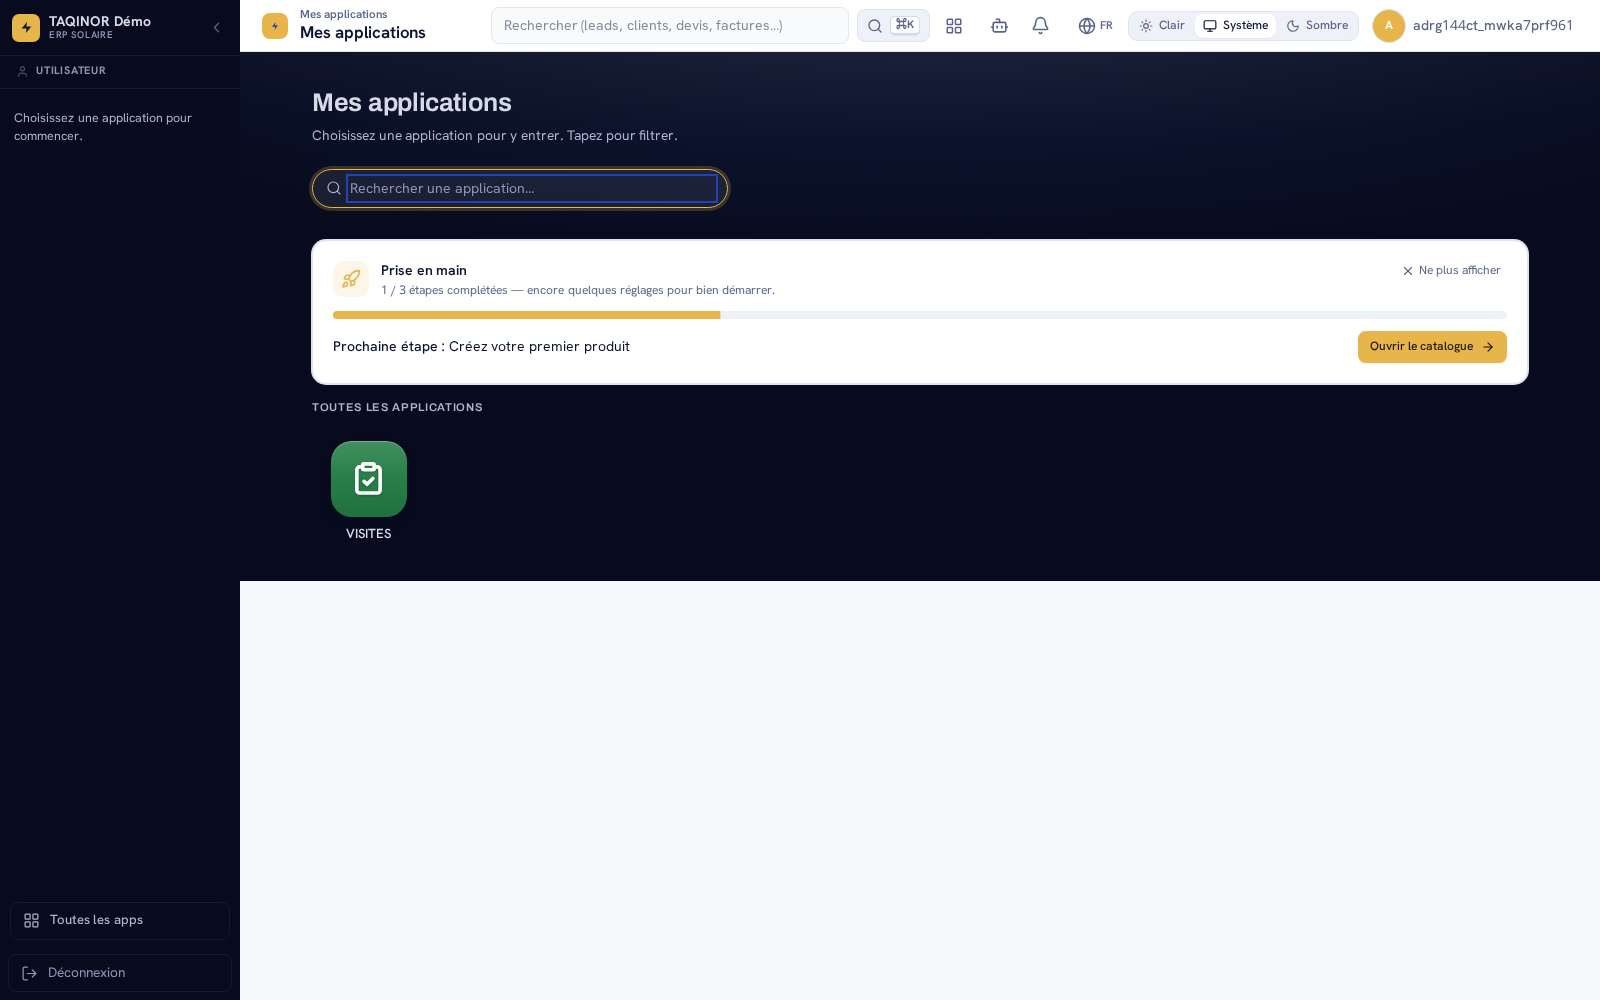 TAQINOR Démo
ERP SOLAIRE
UTILISATEUR
Choisissez une application pour
commencer.
Toutes les apps
Déconnexion
Mes applications
Mes applications
Rechercher (leads, clients, devis, factures...)
⌘K
FR
Clair
Système
Sombre
A
adrg144ct_mwka7prf961
Mes applications
Choisissez une application pour y entrer. Tapez pour filtrer.
Rechercher une application...
Prise en main
1 / 3 étapes complétées — encore quelques réglages pour bien démarrer.
Ne plus afficher
Prochaine étape : Créez votre premier produit
Ouvrir le catalogue
TOUTES LES APPLICATIONS
VISITES